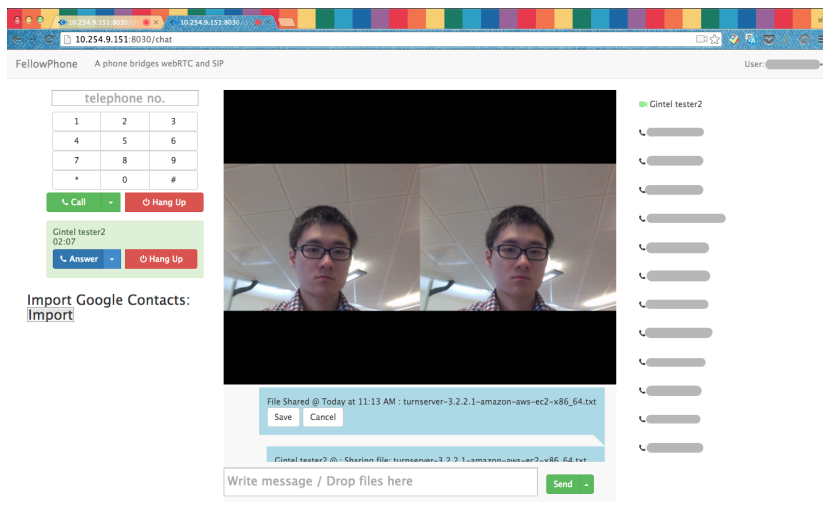 10.254.9.151:8030/
10.254.9.151:8030/
10.254.9.151:8030/chat
FellowPhone A phone bridges webRTC and SIP
User:
telephone no.
1 2 3
4 5 6
7 8 9
* 0 #
Call Hang Up
Gintel tester2
02:07
Answer Hang Up
Import Google Contacts:
Import
Gintel tester2
File Shared @ Today at 11:13 AM : turnserver-3.2.2.1-amazon-aws-ec2-x86_64.txt
Save Cancel
Gintel tester2 @ : Sharing file: turnserver-3.2.2.1-amazon-aws-ec2-x86_64.txt
Write message / Drop files here
Send